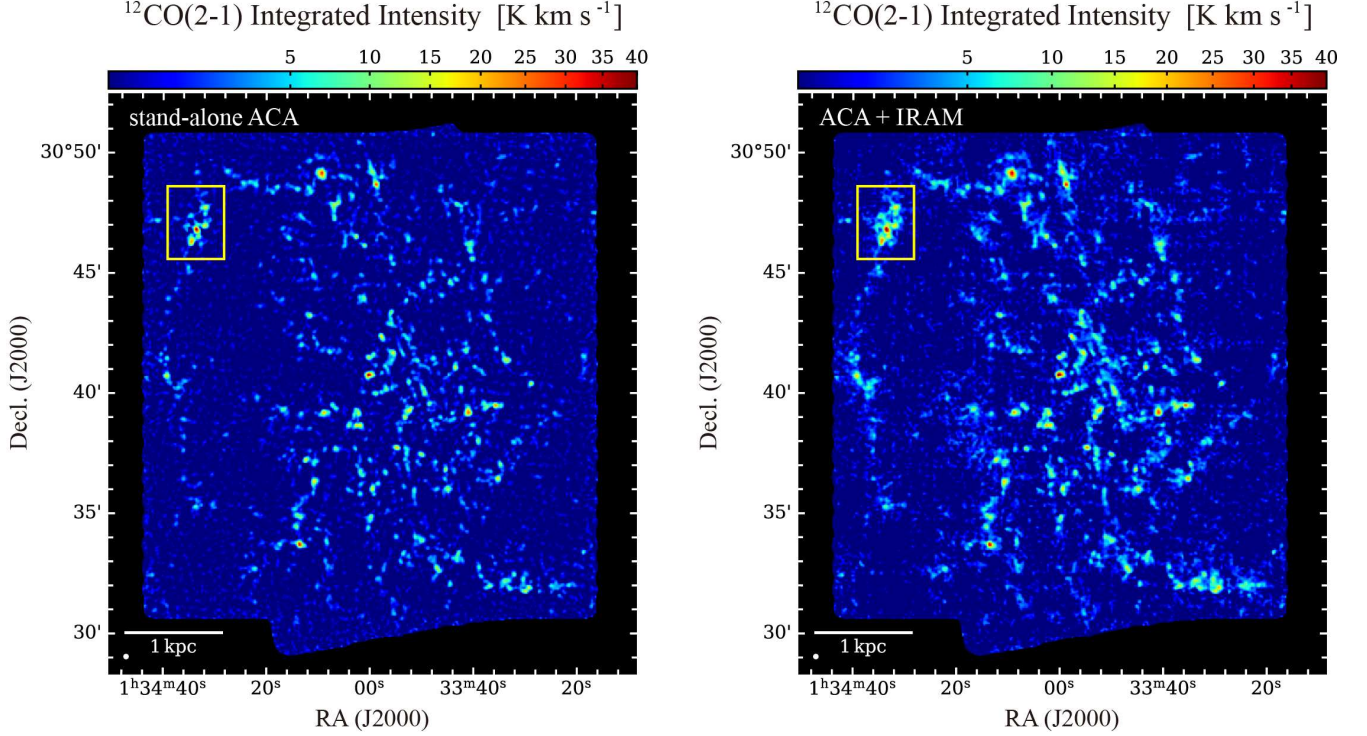 ¹²CO(2-1) Integrated Intensity [K km s⁻¹]
5 10 15 20 25 30 35 40
stand-alone ACA
30°50'
45'
40'
35'
30'
Decl. (J2000)
1 kpc
1ʰ34ᵐ40ˢ 20ˢ 00ˢ 33ᵐ40ˢ 20ˢ
RA (J2000)
¹²CO(2-1) Integrated Intensity [K km s⁻¹]
5 10 15 20 25 30 35 40
ACA + IRAM
30°50'
45'
40'
35'
30'
Decl. (J2000)
1 kpc
1ʰ34ᵐ40ˢ 20ˢ 00ˢ 33ᵐ40ˢ 20ˢ
RA (J2000)